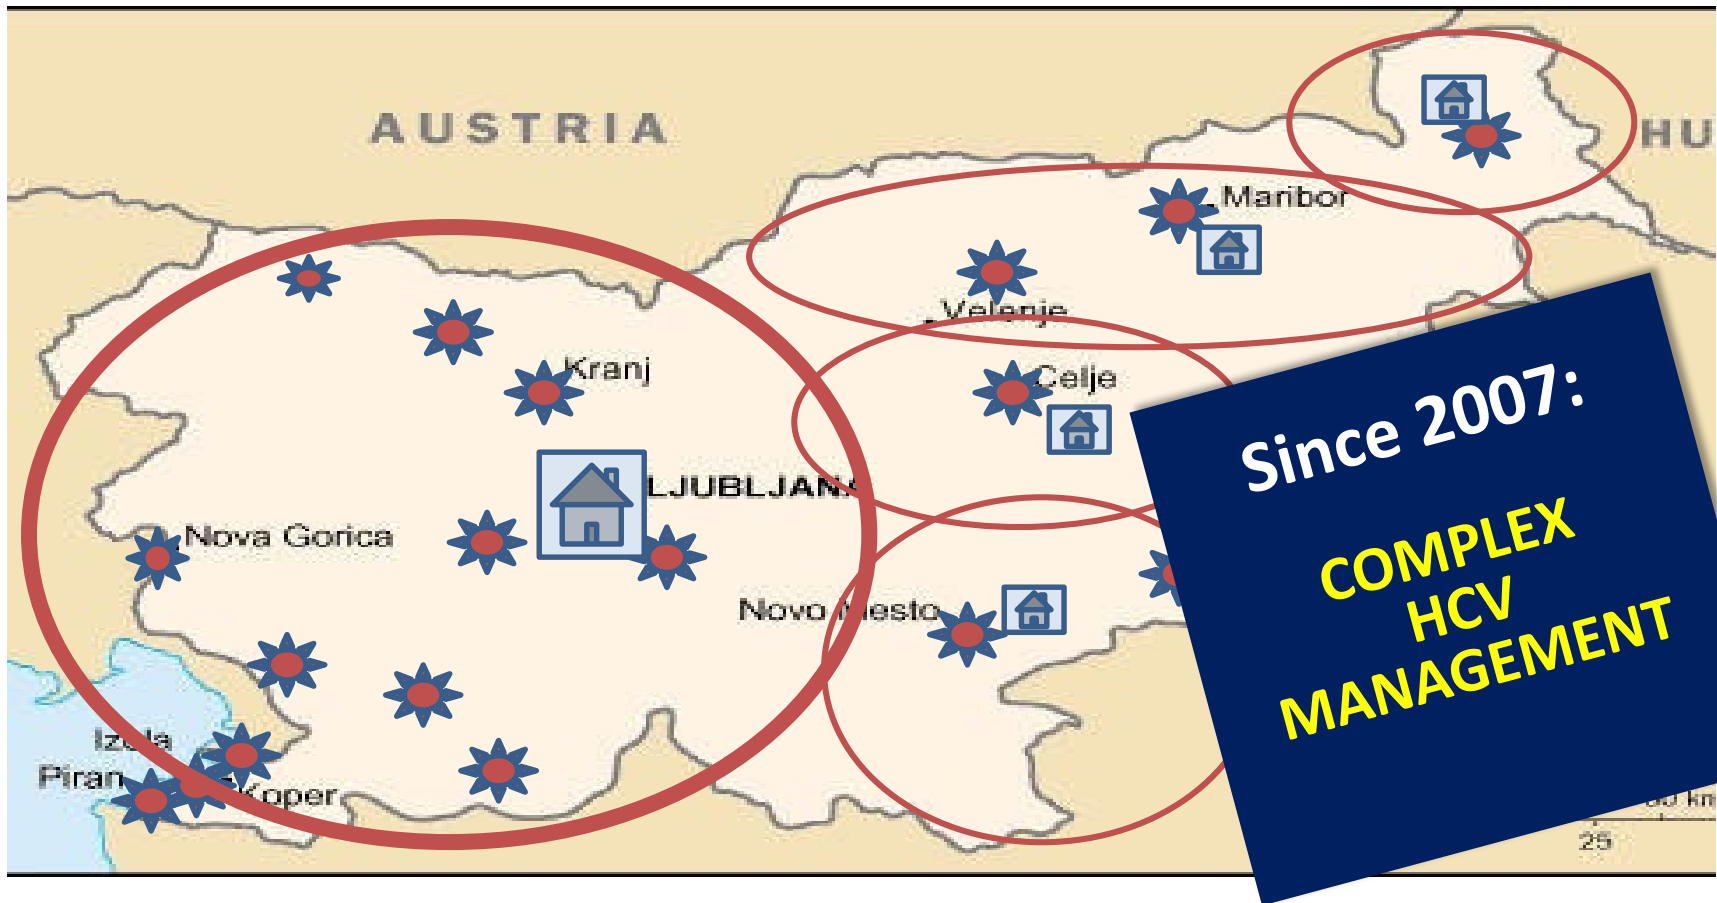 AUSTRIA
HU
Maribor
Velenje
Kranj
Celje
LJUBLJANA
Nova Gorica
Novo Mesto
Izola
Piran
Koper
Since 2007:
COMPLEX
HCV
MANAGEMENT
km
25